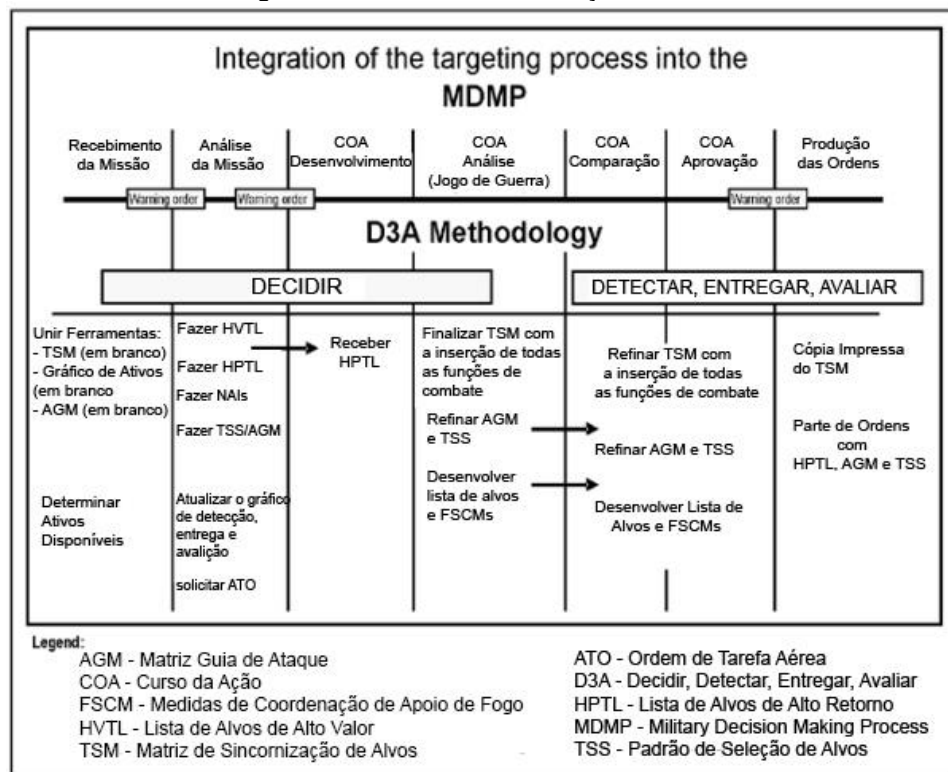 Integration of the targeting process into the
MDMP
Recebimento
da Missão
Análise
da Missão
COA
Desenvolvimento
COA
Análise
(Jogo de Guerra)
COA
Comparação
COA
Aprovação
Produção
das Ordens
Warning order
Warning order
Warning order
D3A Methodology
DECIDIR
DETECTAR, ENTREGAR, AVALIAR
Unir Ferramentas:
- TSM (em branco)
- Gráfico de Ativos
(em branco
- AGM (em branco)
Determinar
Ativos
Disponíveis
Fazer HVTL
Fazer HPTL
Fazer NAIs
Fazer TSS/AGM
Atualizar o gráfico
de detecção,
entrega e
avalição
solicitar ATO
Receber
HPTL
Finalizar TSM com
a inserção de todas
as funções de
combate
Refinar AGM
e TSS
Desenvolver
lista de alvos
e FSCMs
Refinar TSM com
a inserção de todas
as funções de combate
Refinar AGM e TSS
Desenvolver Lista de
Alvos e FSCMs
Cópia Impressa
do TSM
Parte de Ordens
com
HPTL, AGM e TSS
Legend:
AGM - Matriz Guia de Ataque
COA - Curso da Ação
FSCM - Medidas de Coordenação de Apoio de Fogo
HVTL - Lista de Alvos de Alto Valor
TSM - Matriz de Sincornização de Alvos
ATO - Ordem de Tarefa Aérea
D3A - Decidir, Detectar, Entregar, Avaliar
HPTL - Lista de Alvos de Alto Retorno
MDMP - Military Decision Making Process
TSS - Padrão de Seleção de Alvos